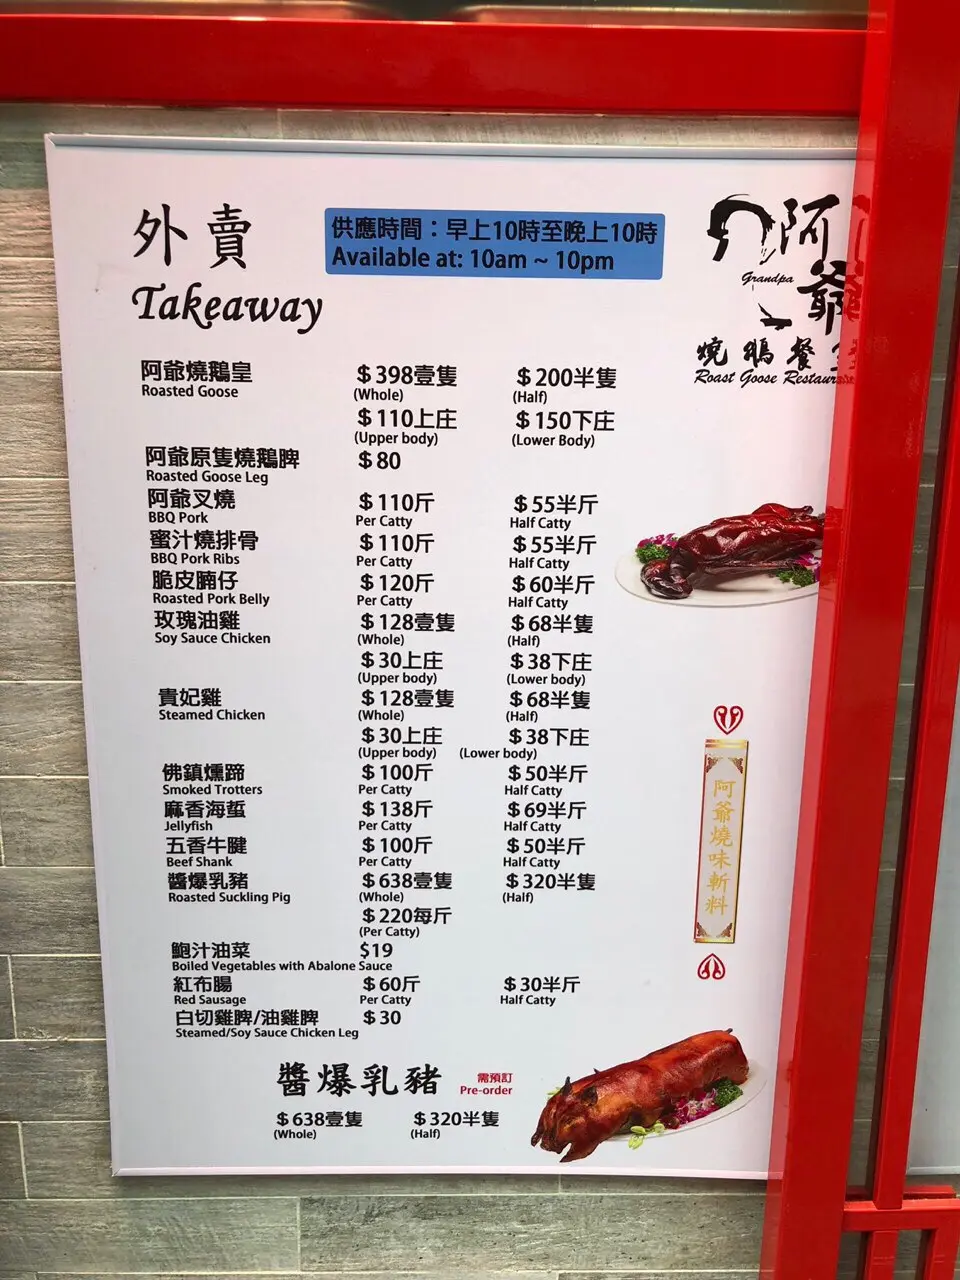 外賣
Takeaway
供應時間：早上10時至晚上10時
Available at: 10am ~ 10pm
阿爺
Grandpa
燒鵝餐
Roast Goose Restaur
阿爺燒鵝皇 $398壹隻 $200半隻
Roasted Goose (Whole) (Half)
$110上庄 $150下庄
(Upper body) (Lower Body)
阿爺原隻燒鵝脾 $80
Roasted Goose Leg
阿爺叉燒 $110斤 $55半斤
BBQ Pork Per Catty Half Catty
蜜汁燒排骨 $110斤 $55半斤
BBQ Pork Ribs Per Catty Half Catty
脆皮腩仔 $120斤 $60半斤
Roasted Pork Belly Per Catty Half Catty
玫瑰油雞 $128壹隻 $68半隻
Soy Sauce Chicken (Whole) (Half)
$30上庄 $38下庄
(Upper body) (Lower body)
貴妃雞 $128壹隻 $68半隻
Steamed Chicken (Whole) (Half)
$30上庄 $38下庄
(Upper body) (Lower body)
佛鎮燻蹄 $100斤 $50半斤
Smoked Trotters Per Catty Half Catty
麻香海蜇 $138斤 $69半斤
Jellyfish Per Catty Half Catty
五香牛腱 $100斤 $50半斤
Beef Shank Per Catty Half Catty
醬爆乳豬 $638壹隻 $320半隻
Roasted Suckling Pig (Whole) (Half)
$220每斤
(Per Catty)
鮑汁油菜 $19
Boiled Vegetables with Abalone Sauce
紅布腸 $60斤 $30半斤
Red Sausage Per Catty Half Catty
白切雞脾/油雞脾 $30
Steamed/Soy Sauce Chicken Leg
阿爺燒味斬料
醬爆乳豬 需預訂
Pre-order
$638壹隻 $320半隻
(Whole) (Half)